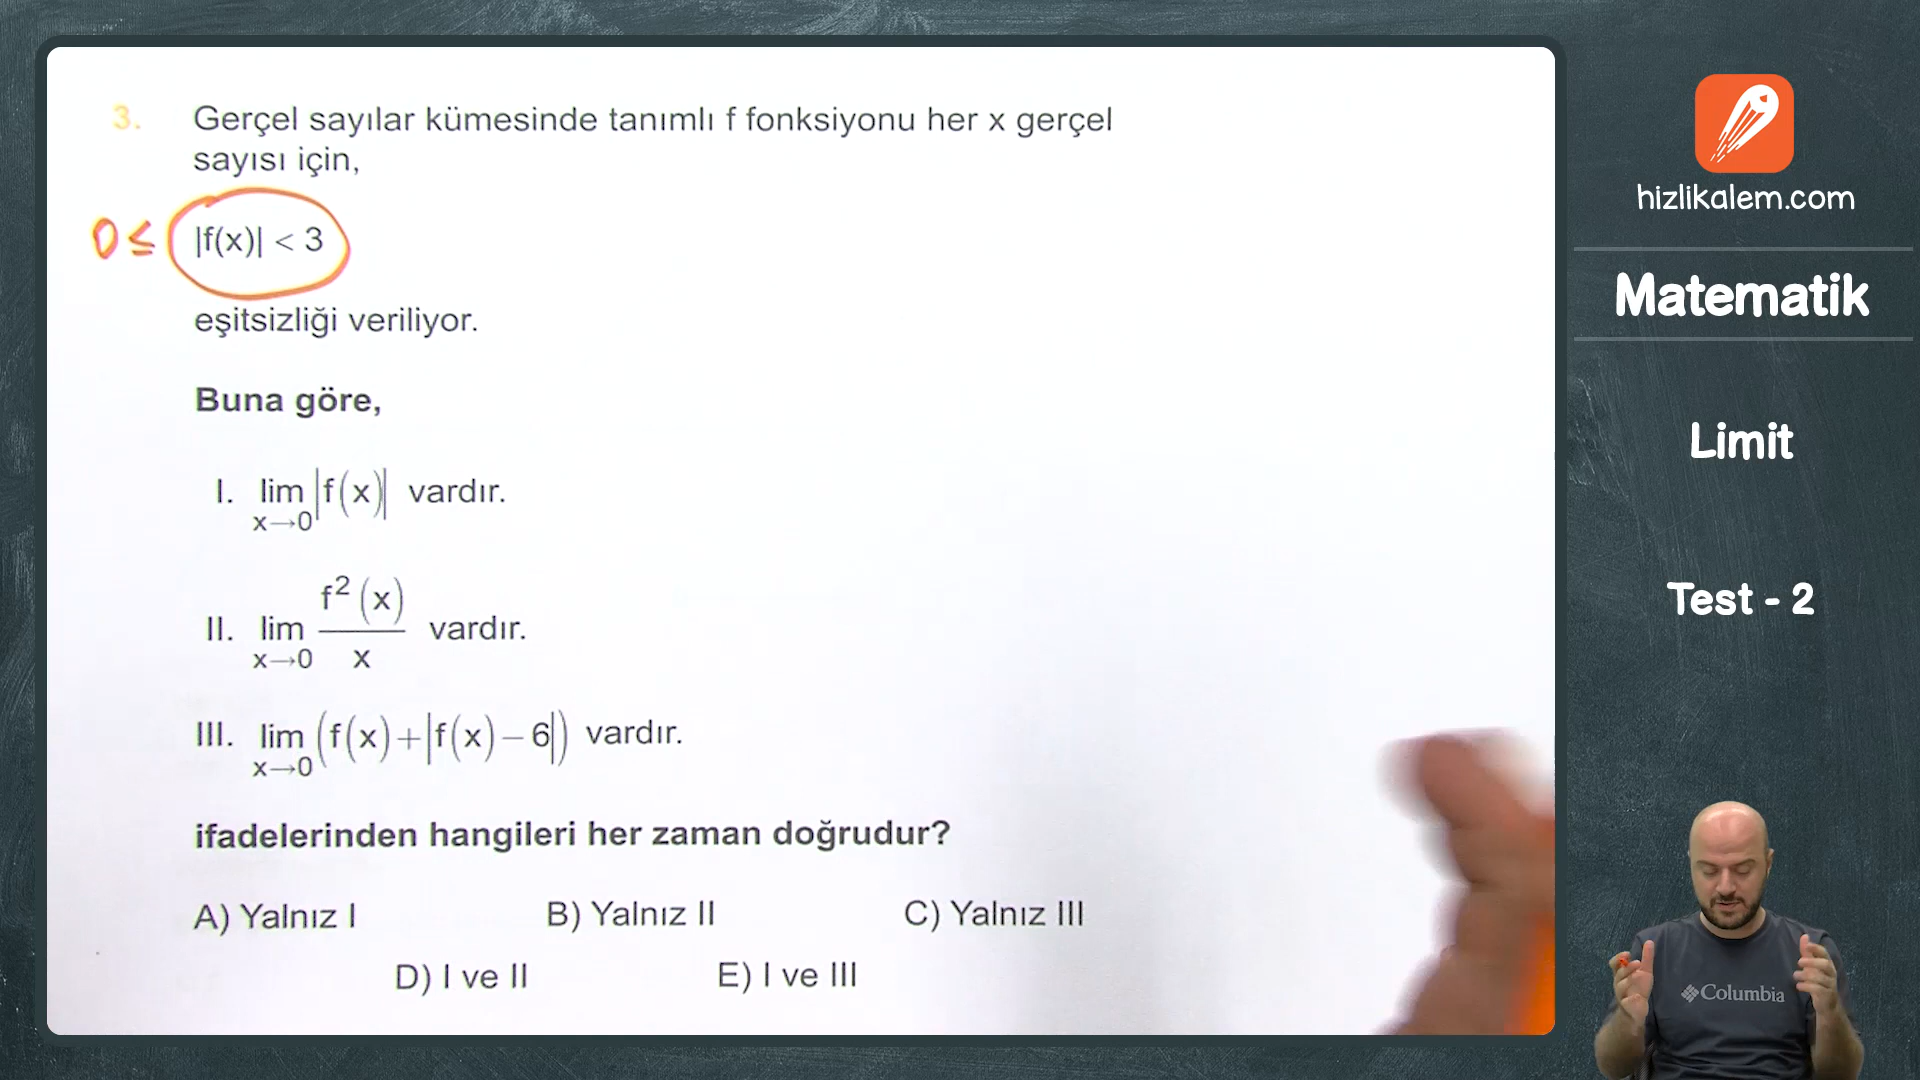 3. Gerçel sayılar kümesinde tanımlı f fonksiyonu her x gerçel
sayısı için,
0 ≤ |f(x)| < 3
eşitsizliği veriliyor.
Buna göre,
I. lim x→0 |f(x)| vardır.
II. lim x→0 f²(x)/x vardır.
III. lim x→0 (f(x)+|f(x)−6|) vardır.
ifadelerinden hangileri her zaman doğrudur?
A) Yalnız I B) Yalnız II C) Yalnız III
D) I ve II E) I ve III
hizlikalem.com
Matematik
Limit
Test - 2
Columbia